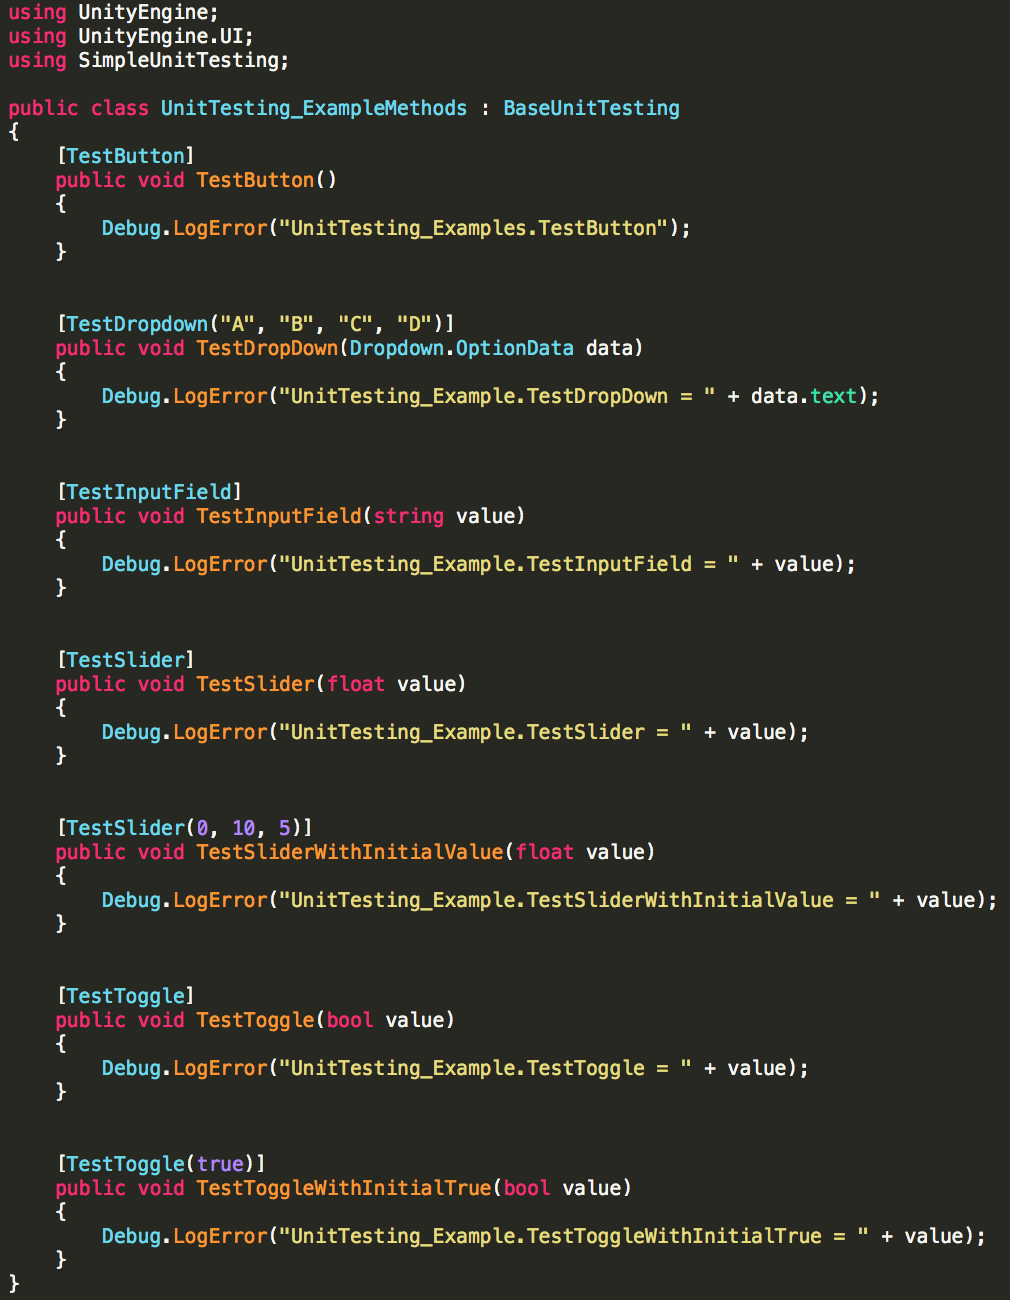 using UnityEngine;
using UnityEngine.UI;
using SimpleUnitTesting;

public class UnitTesting_ExampleMethods : BaseUnitTesting
{
    [TestButton]
    public void TestButton()
    {
        Debug.LogError("UnitTesting_Examples.TestButton");
    }


    [TestDropdown("A", "B", "C", "D")]
    public void TestDropDown(Dropdown.OptionData data)
    {
        Debug.LogError("UnitTesting_Example.TestDropDown = " + data.text);
    }


    [TestInputField]
    public void TestInputField(string value)
    {
        Debug.LogError("UnitTesting_Example.TestInputField = " + value);
    }


    [TestSlider]
    public void TestSlider(float value)
    {
        Debug.LogError("UnitTesting_Example.TestSlider = " + value);
    }


    [TestSlider(0, 10, 5)]
    public void TestSliderWithInitialValue(float value)
    {
        Debug.LogError("UnitTesting_Example.TestSliderWithInitialValue = " + value);
    }


    [TestToggle]
    public void TestToggle(bool value)
    {
        Debug.LogError("UnitTesting_Example.TestToggle = " + value);
    }


    [TestToggle(true)]
    public void TestToggleWithInitialTrue(bool value)
    {
        Debug.LogError("UnitTesting_Example.TestToggleWithInitialTrue = " + value);
    }
}